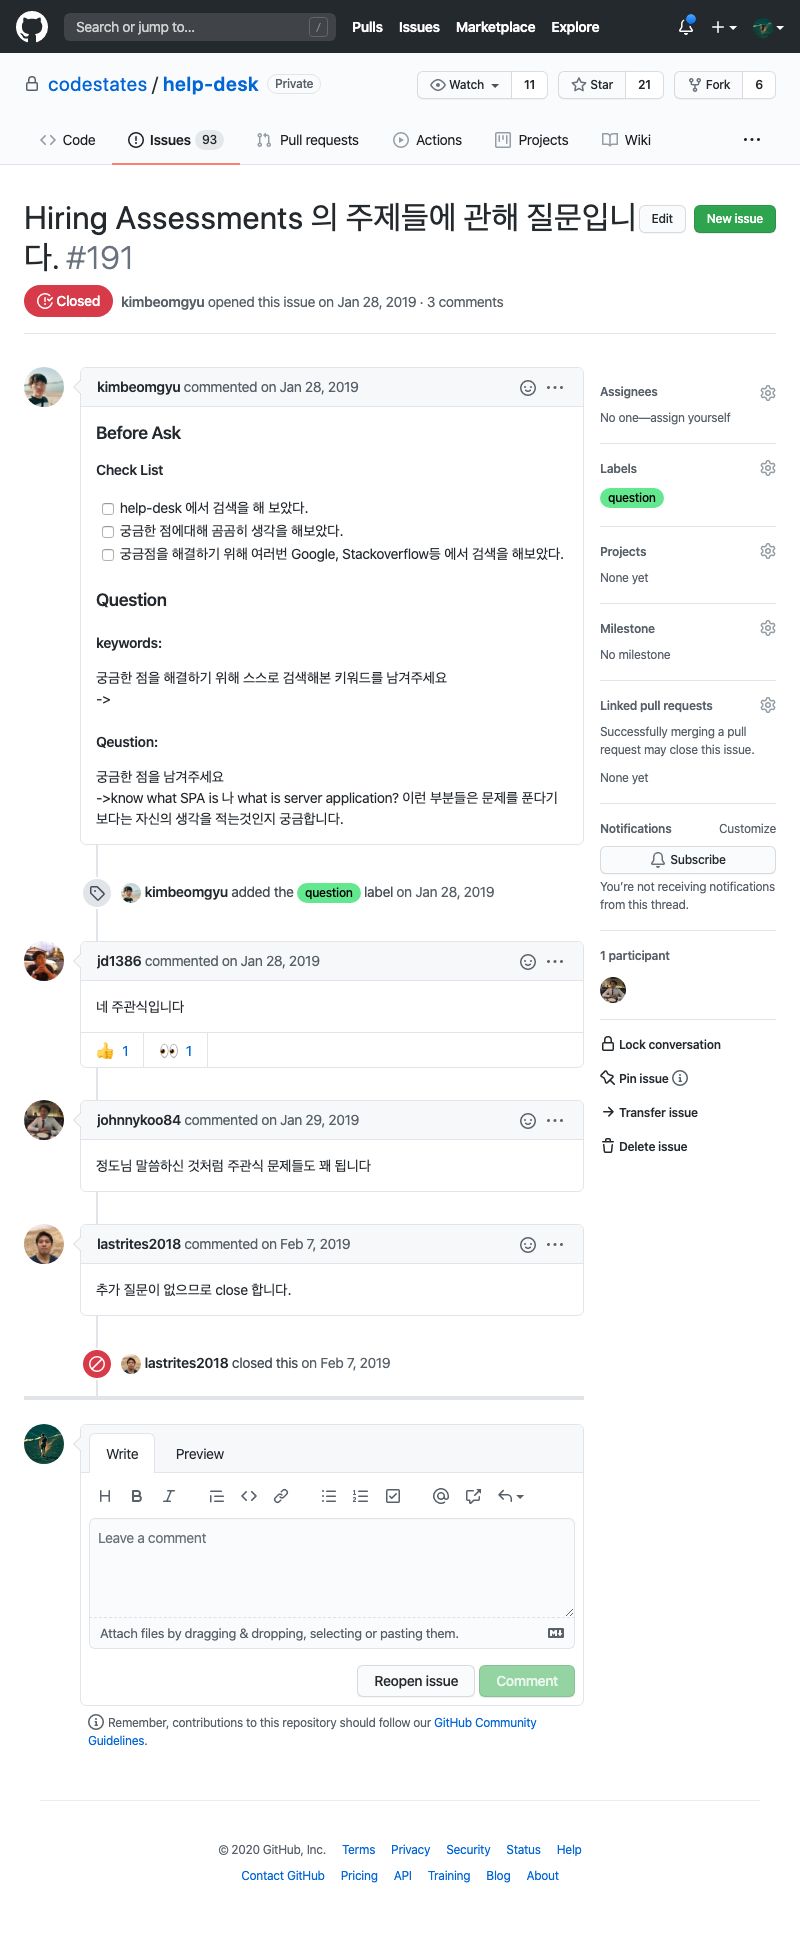 Search or jump to... /
Pulls Issues Marketplace Explore
codestates / help-desk Private
Watch 11 Star 21 Fork 6
Code Issues 93 Pull requests Actions Projects Wiki
Hiring Assessments 의 주제들에 관해 질문입니
다. #191
Edit New issue
Closed kimbeomgyu opened this issue on Jan 28, 2019 · 3 comments
kimbeomgyu commented on Jan 28, 2019
Before Ask
Check List
help-desk 에서 검색을 해 보았다.
궁금한 점에대해 곰곰히 생각을 해보았다.
궁금점을 해결하기 위해 여러번 Google, Stackoverflow등 에서 검색을 해보았다.
Question
keywords:
궁금한 점을 해결하기 위해 스스로 검색해본 키워드를 남겨주세요
->
Qeustion:
궁금한 점을 남겨주세요
->know what SPA is 나 what is server application? 이런 부분들은 문제를 푼다기
보다는 자신의 생각을 적는것인지 궁금합니다.
kimbeomgyu added the question label on Jan 28, 2019
jd1386 commented on Jan 28, 2019
네 주관식입니다
👍 1 👀 1
johnnykoo84 commented on Jan 29, 2019
정도님 말씀하신 것처럼 주관식 문제들도 꽤 됩니다
lastrites2018 commented on Feb 7, 2019
추가 질문이 없으므로 close 합니다.
lastrites2018 closed this on Feb 7, 2019
Assignees
No one—assign yourself
Labels
question
Projects
None yet
Milestone
No milestone
Linked pull requests
Successfully merging a pull
request may close this issue.
None yet
Notifications Customize
Subscribe
You're not receiving notifications
from this thread.
1 participant
Lock conversation
Pin issue
Transfer issue
Delete issue
Write Preview
H B I
Leave a comment
Attach files by dragging & dropping, selecting or pasting them.
Reopen issue Comment
Remember, contributions to this repository should follow our GitHub Community
Guidelines.
© 2020 GitHub, Inc. Terms Privacy Security Status Help
Contact GitHub Pricing API Training Blog About